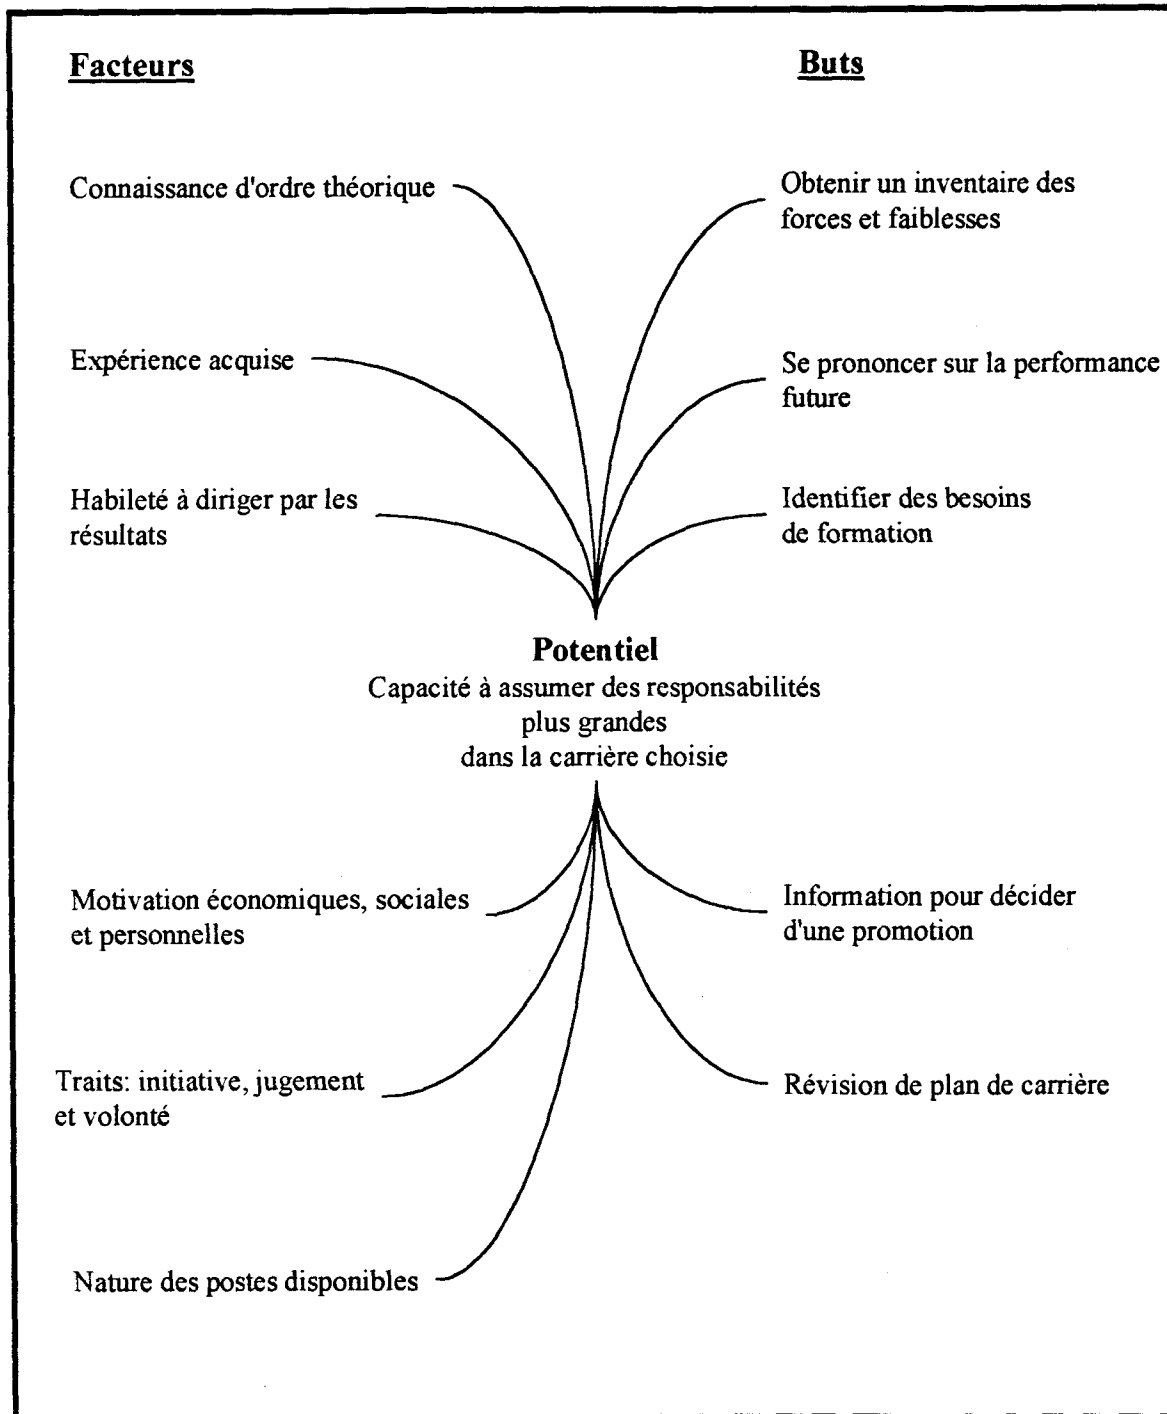 Facteurs
Buts
Connaissance d'ordre théorique
Obtenir un inventaire des
forces et faiblesses
Expérience acquise
Se prononcer sur la performance
future
Habileté à diriger par les
résultats
Identifier des besoins
de formation
Potentiel
Capacité à assumer des responsabilités
plus grandes
dans la carrière choisie
Motivation économiques, sociales
et personnelles
Information pour décider
d'une promotion
Traits: initiative, jugement
et volonté
Révision de plan de carrière
Nature des postes disponibles